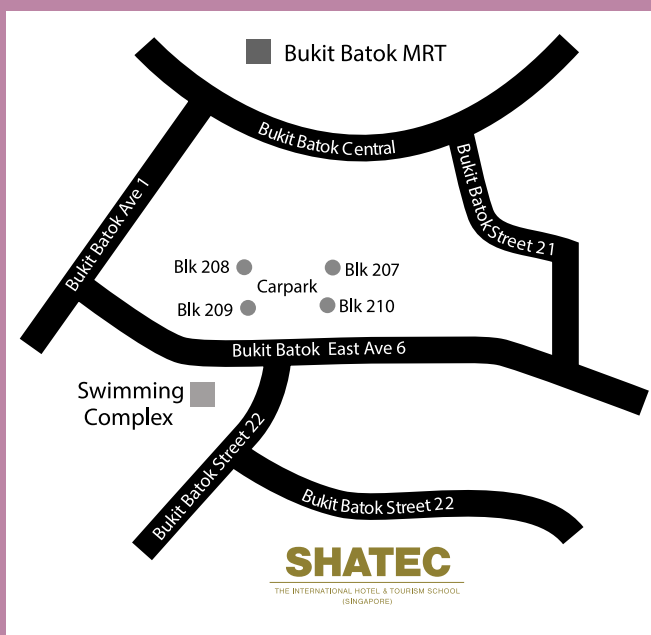 Bukit Batok MRT
Bukit Batok Central
Bukit Batok Ave 1
Bukit Batok Street 21
Blk 208
Blk 207
Carpark
Blk 209
Blk 210
Bukit Batok East Ave 6
Swimming
Complex
Bukit Batok Street 22
Bukit Batok Street 22
SHATEC
THE INTERNATIONAL HOTEL & TOURISM SCHOOL
(SINGAPORE)